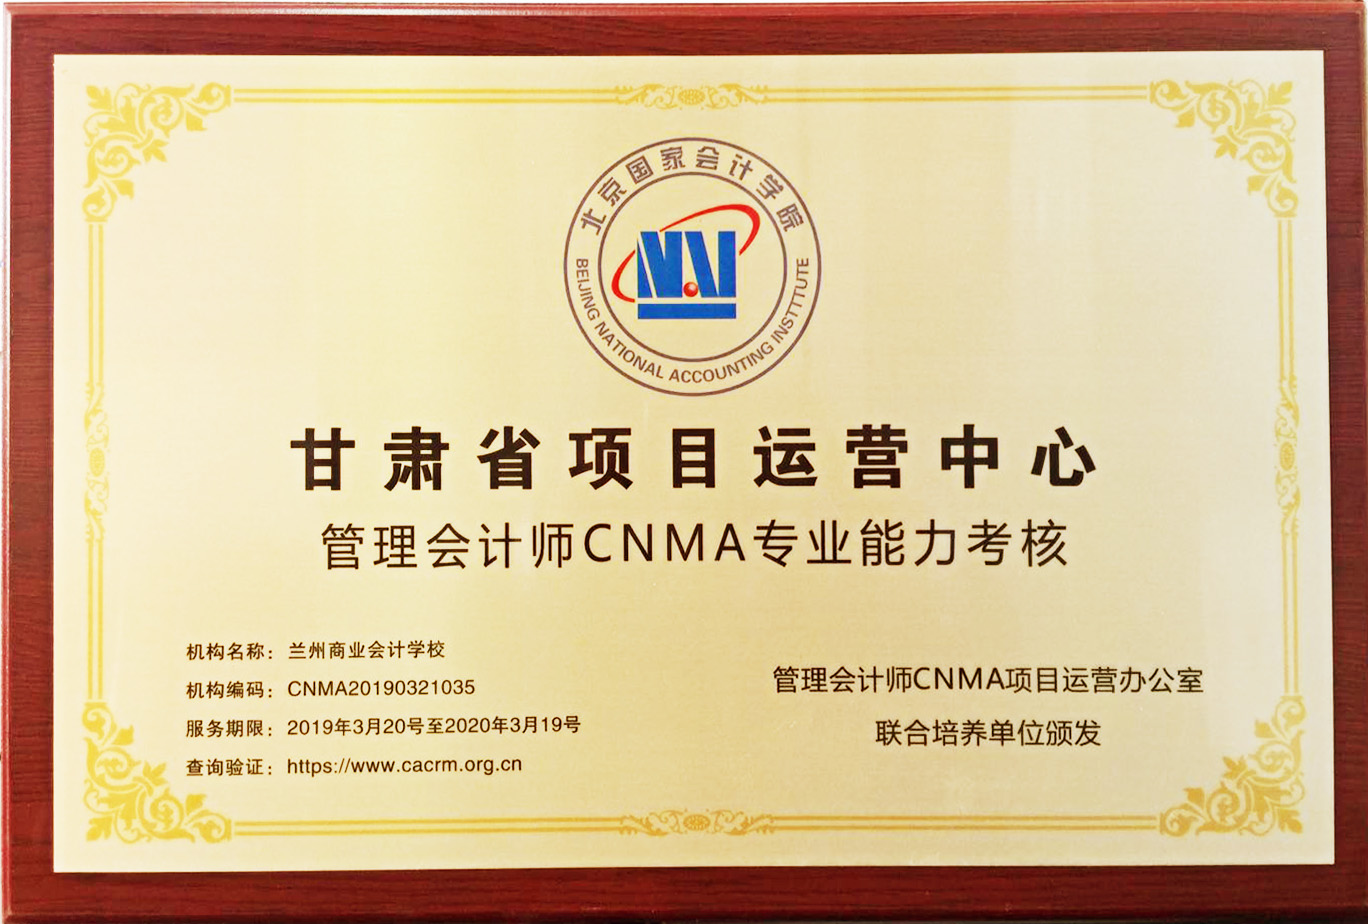 北京国家会计学院
NAI
BEIJING NATIONAL ACCOUNTING INSTITUTE
甘肃省项目运营中心
管理会计师CNMA专业能力考核
机构名称：兰州商业会计学校
机构编码：CNMA20190321035
服务期限：2019年3月20号至2020年3月19号
查询验证：https://www.cacrm.org.cn
管理会计师CNMA项目运营办公室
联合培养单位颁发